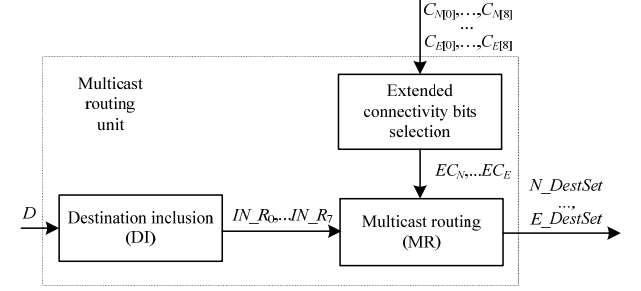 C_N[0],...,C_N[8]
...
C_E[0],...,C_E[8]
Multicast
routing
unit
Extended
connectivity bits
selection
EC_N,...EC_E
N_DestSet
...,
E_DestSet
D
Destination inclusion
(DI)
IN_R_0,...IN_R_7
Multicast routing
(MR)